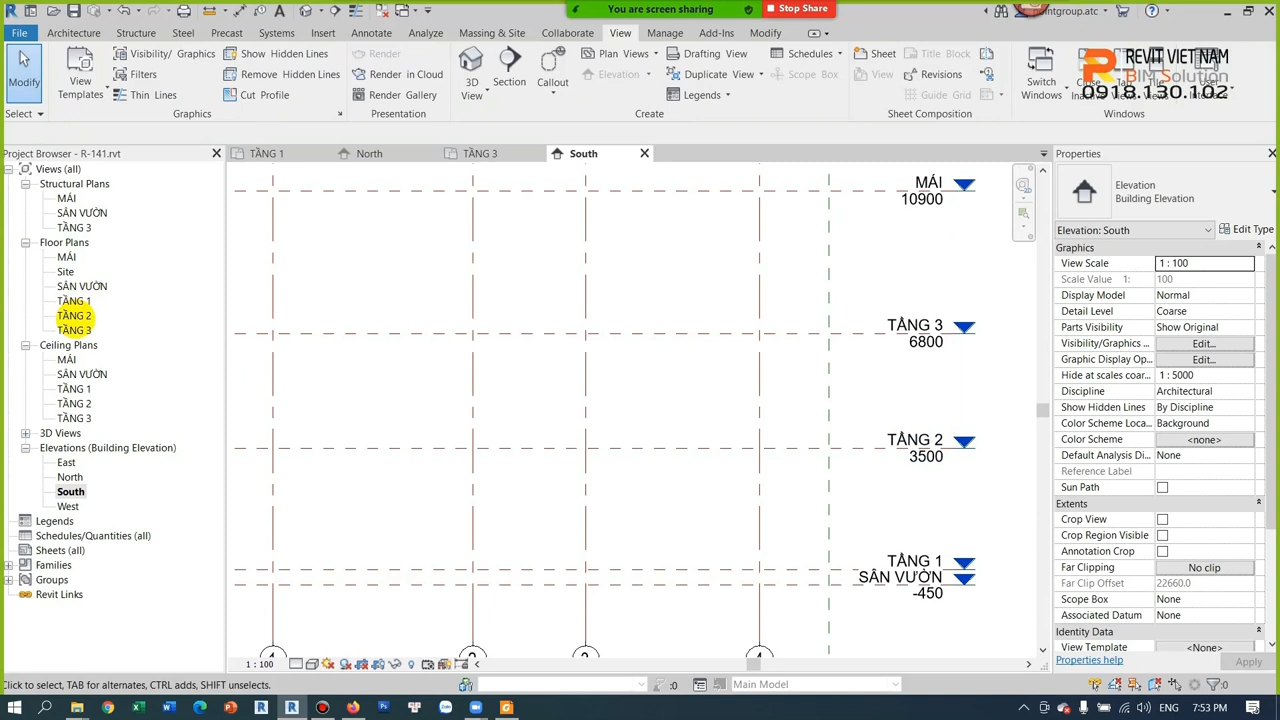 You are screen sharing
Stop Share
pointgroup.atc
File
Architecture
Structure
Steel
Precast
Systems
Insert
Annotate
Analyze
Massing & Site
Collaborate
View
Manage
Add-Ins
Modify
Modify
Select
View
Templates
Visibility/ Graphics
Filters
Thin Lines
Show Hidden Lines
Remove Hidden Lines
Cut Profile
Graphics
Render
Render in Cloud
Render Gallery
Presentation
3D
View
Section
Callout
Plan Views
Elevation
Drafting View
Duplicate View
Legends
Schedules
Scope Box
Create
Sheet
View
Title Block
Revisions
Guide Grid
Sheet Composition
Switch
Windows
Close
Inactive
User
Interface
Windows
REVIT VIETNAM
BIM Solution
0918.130.102
Project Browser - R-141.rvt
Views (all)
Structural Plans
MÁI
SÂN VƯỜN
TẦNG 3
Floor Plans
MÁI
Site
SÂN VƯỜN
TẦNG 1
TẦNG 2
TẦNG 3
Ceiling Plans
MÁI
SÂN VƯỜN
TẦNG 1
TẦNG 2
TẦNG 3
3D Views
Elevations (Building Elevation)
East
North
South
West
Legends
Schedules/Quantities (all)
Sheets (all)
Families
Groups
Revit Links
TẦNG 1
North
TẦNG 3
South
MÁI
10900
TẦNG 3
6800
TẦNG 2
3500
TẦNG 1
SÂN VƯỜN
-450
1 : 100
Properties
Elevation
Building Elevation
Elevation: South
Edit Type
Graphics
View Scale 1 : 100
Scale Value 1: 100
Display Model Normal
Detail Level Coarse
Parts Visibility Show Original
Visibility/Graphics ... Edit...
Graphic Display Op... Edit...
Hide at scales coar... 1 : 5000
Discipline Architectural
Show Hidden Lines By Discipline
Color Scheme Loca... Background
Color Scheme <none>
Default Analysis Di... None
Reference Label
Sun Path
Extents
Crop View
Crop Region Visible
Annotation Crop
Far Clipping No clip
Far Clip Offset 22660.0
Scope Box None
Associated Datum None
Identity Data
View Template <None>
Properties help
Apply
Click to select, TAB for alternates, CTRL adds, SHIFT unselects.
:0
Main Model
:0
ENG
7:53 PM